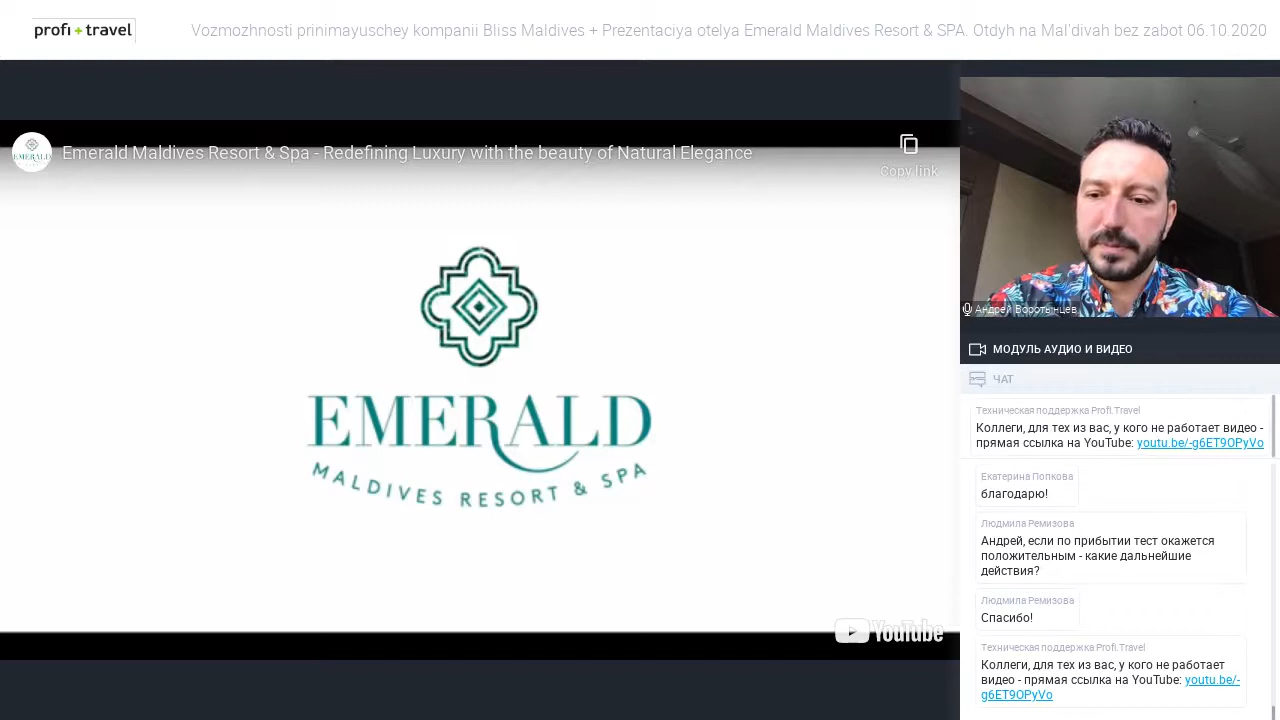 profi + travel
Vozmozhnosti prinimayuschey kompanii Bliss Maldives + Prezentaciya otelya Emerald Maldives Resort & SPA. Otdyh na Mal'divah bez zabot 06.10.2020
EMERALD
Emerald Maldives Resort & Spa - Redefining Luxury with the beauty of Natural Elegance
Copy link
EMERALD
MALDIVES RESORT & SPA
YouTube
Андрей Воротынцев
МОДУЛЬ АУДИО И ВИДЕО
ЧАТ
Техническая поддержка Profi.Travel
Коллеги, для тех из вас, у кого не работает видео -
прямая ссылка на YouTube: youtu.be/-g6ET9OPyVo
Екатерина Попкова
благодарю!
Людмила Ремизова
Андрей, если по прибытии тест окажется
положительным - какие дальнейшие
действия?
Людмила Ремизова
Спасибо!
Техническая поддержка Profi.Travel
Коллеги, для тех из вас, у кого не работает
видео - прямая ссылка на YouTube: youtu.be/-
g6ET9OPyVo